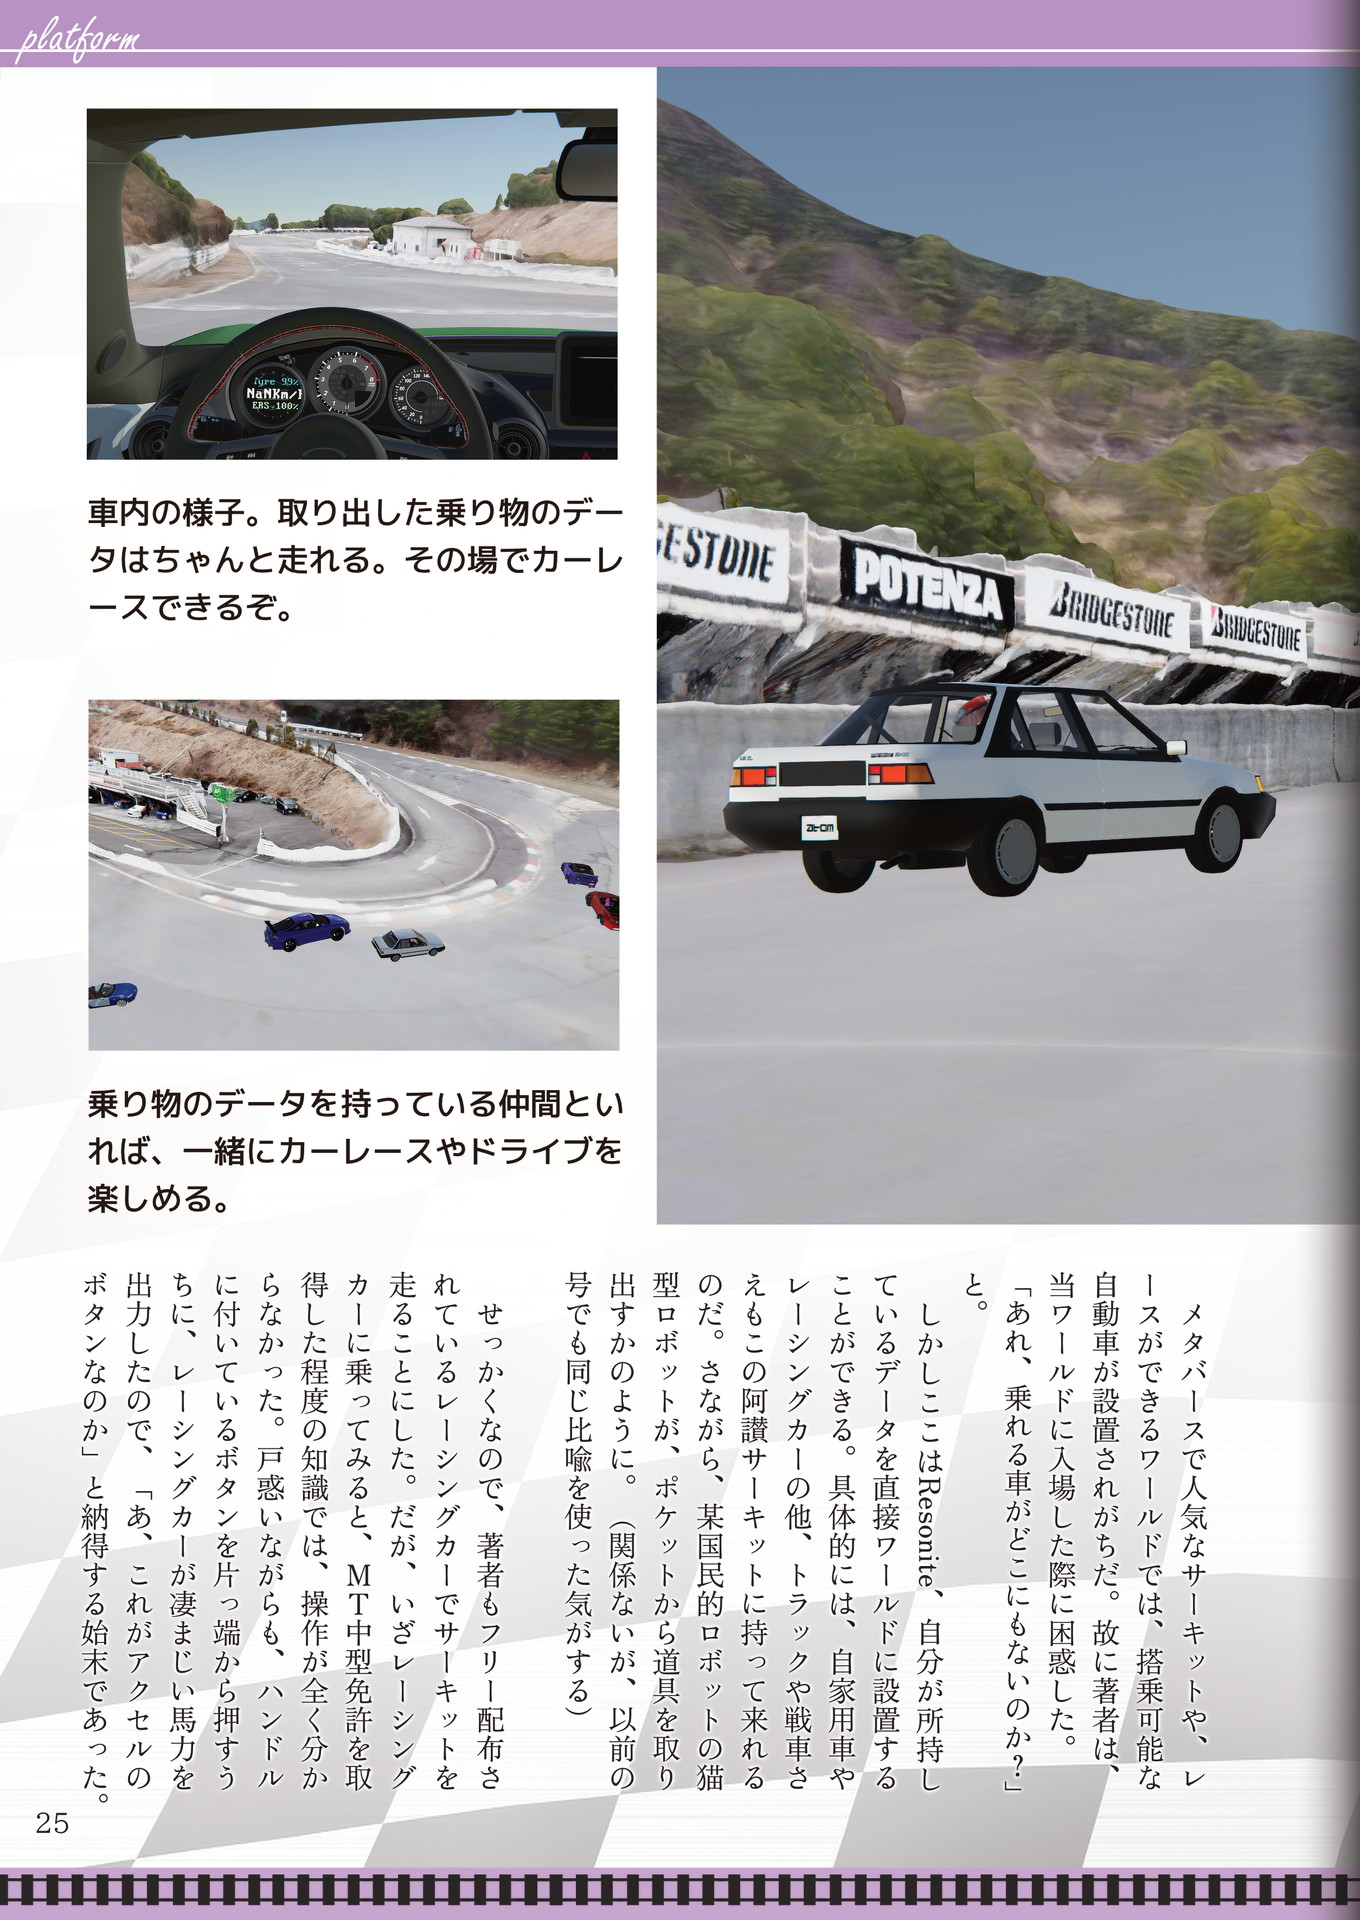 platform
Tyre 99%
NaNKm/h
ERS 100%
車内の様子。取り出した乗り物のデー
タはちゃんと走れる。その場でカーレ
ースできるぞ。
乗り物のデータを持っている仲間とい
れば、一緒にカーレースやドライブを
楽しめる。
ESTONE
POTENZA
BRIDGESTONE
BRIDGESTONE
メタバースで人気なサーキットや、レ
ースができるワールドでは、搭乗可能な
自動車が設置されがちだ。故に著者は、
当ワールドに入場した際に困惑した。
「あれ、乗れる車がどこにもないのか?」
と。
しかしここはResonite、自分が所持し
ているデータを直接ワールドに設置する
ことができる。具体的には、自家用車や
レーシングカーの他、トラックや戦車さ
えもこの阿讃サーキットに持って来れる
のだ。さながら、某国民的ロボットの猫
型ロボットが、ポケットから道具を取り
出すかのように。（関係ないが、以前の
号でも同じ比喩を使った気がする）
せっかくなので、著者もフリー配布さ
れているレーシングカーでサーキットを
走ることにした。だが、いざレーシング
カーに乗ってみると、MT中型免許を取
得した程度の知識では、操作が全く分か
らなかった。戸惑いながらも、ハンドル
に付いているボタンを片っ端から押すう
ちに、レーシングカーが凄まじい馬力を
出力したので、「あ、これがアクセルの
ボタンなのか」と納得する始末であった。
25